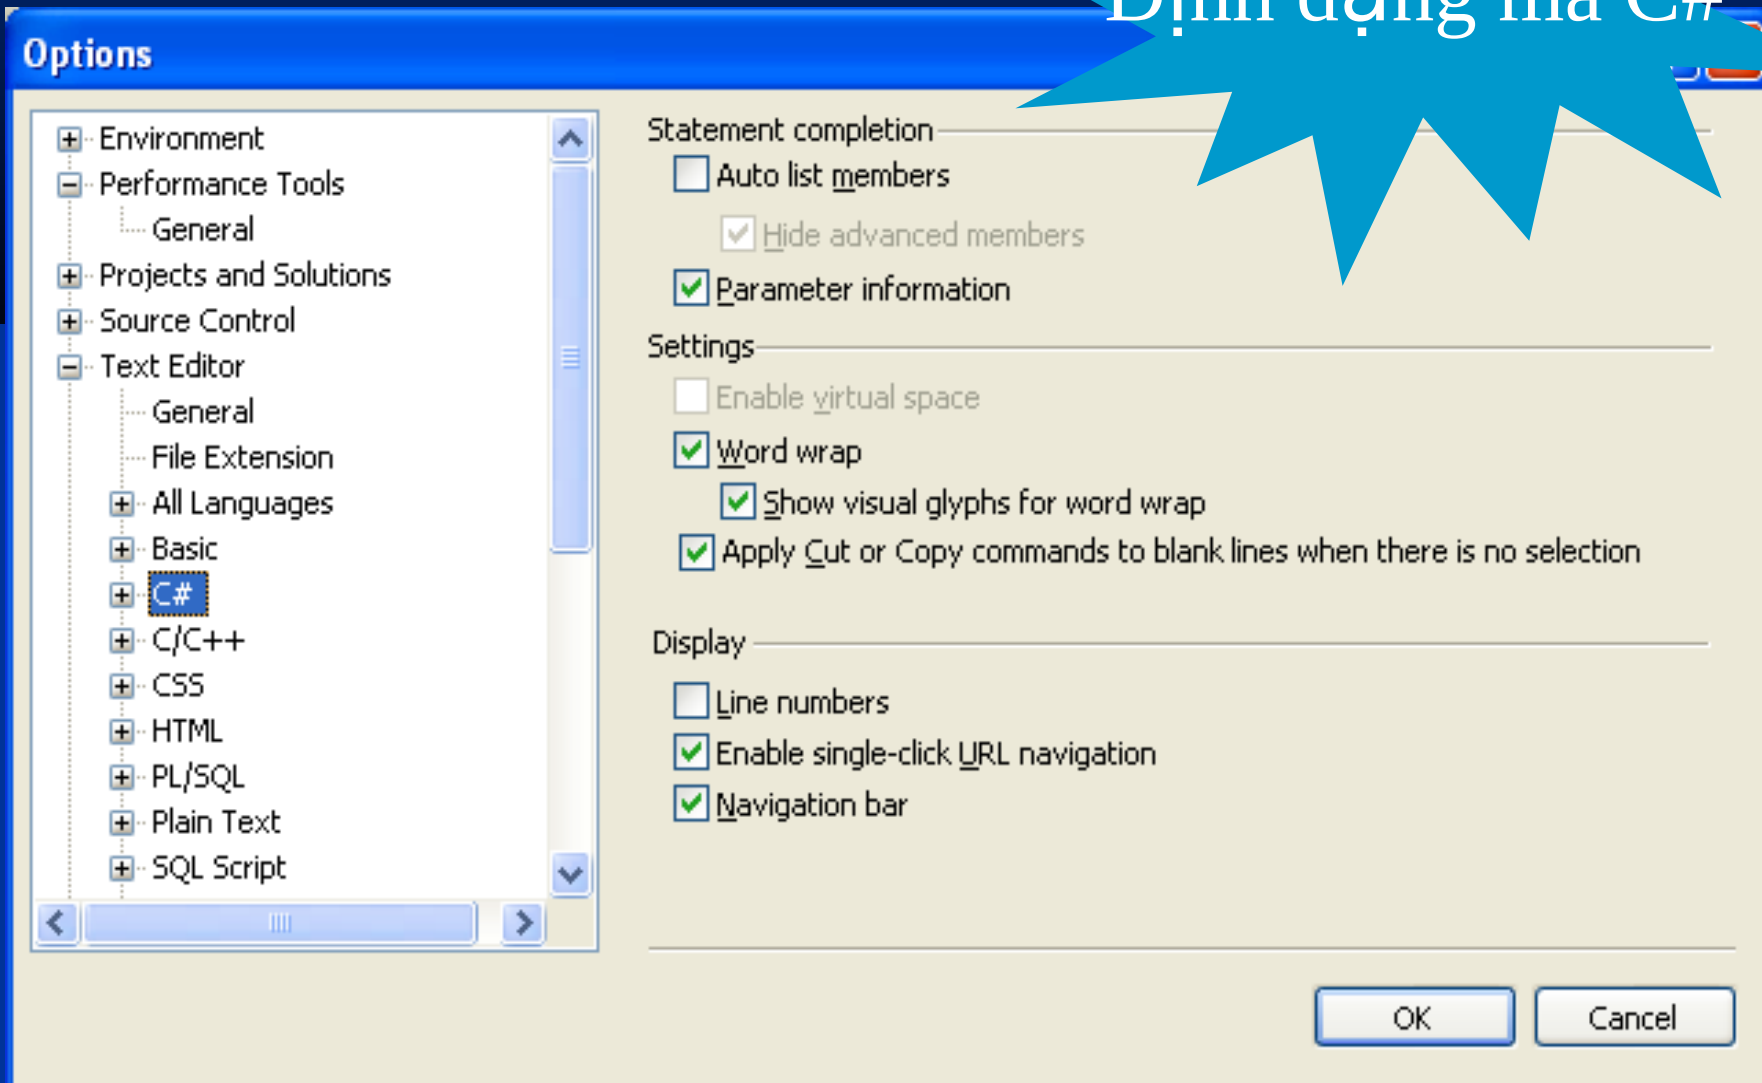 Định dạng mã C#
Options
Environment
Performance Tools
General
Projects and Solutions
Source Control
Text Editor
General
File Extension
All Languages
Basic
C#
C/C++
CSS
HTML
PL/SQL
Plain Text
SQL Script
Statement completion
Auto list members
Hide advanced members
Parameter information
Settings
Enable virtual space
Word wrap
Show visual glyphs for word wrap
Apply Cut or Copy commands to blank lines when there is no selection
Display
Line numbers
Enable single-click URL navigation
Navigation bar
OK
Cancel